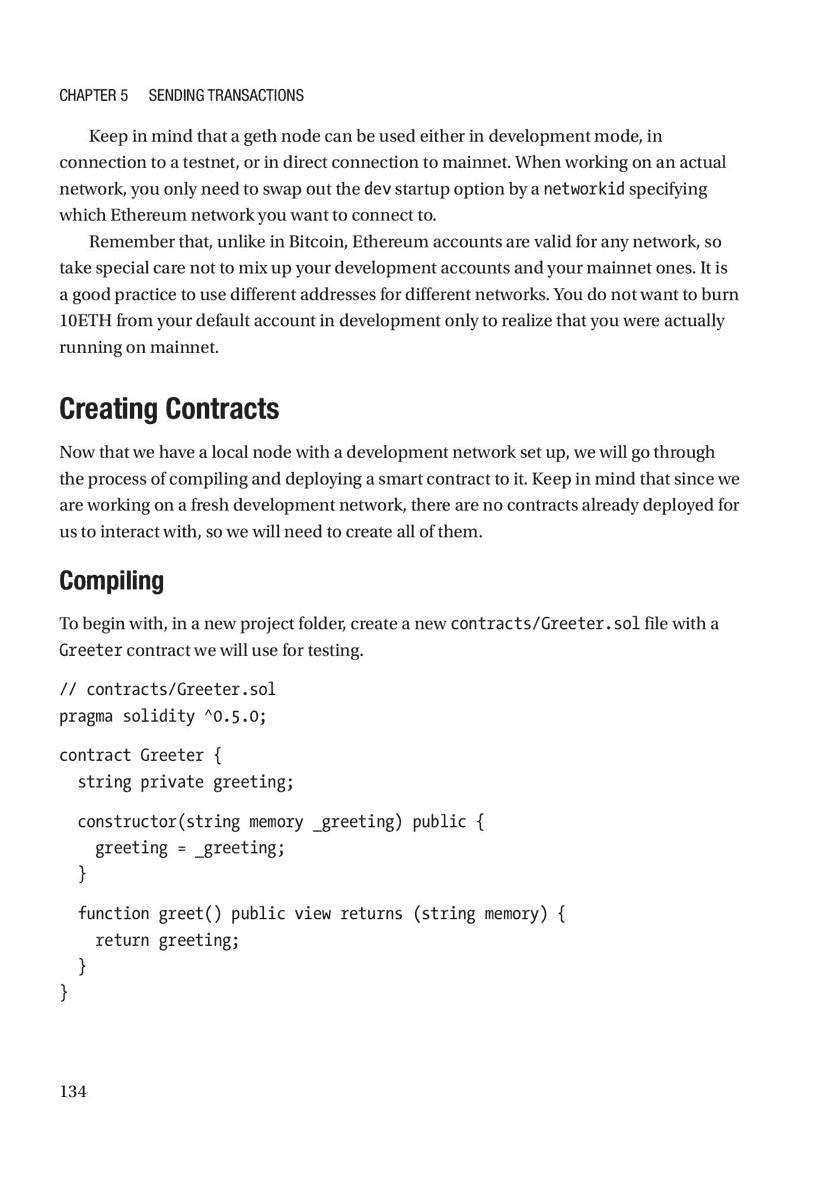 CHAPTER 5 SENDING TRANSACTIONS
Keep in mind that a geth node can be used either in development mode, in
connection to a testnet, or in direct connection to mainnet. When working on an actual
network, you only need to swap out the dev startup option by a networkid specifying
which Ethereum network you want to connect to.
Remember that, unlike in Bitcoin, Ethereum accounts are valid for any network, so
take special care not to mix up your development accounts and your mainnet ones. It is
a good practice to use different addresses for different networks. You do not want to burn
10ETH from your default account in development only to realize that you were actually
running on mainnet.
Creating Contracts
Now that we have a local node with a development network set up, we will go through
the process of compiling and deploying a smart contract to it. Keep in mind that since we
are working on a fresh development network, there are no contracts already deployed for
us to interact with, so we will need to create all of them.
Compiling
To begin with, in a new project folder, create a new contracts/Greeter.sol file with a
Greeter contract we will use for testing.
// contracts/Greeter.sol
pragma solidity ^0.5.0;
contract Greeter {
string private greeting;
constructor(string memory _greeting) public {
greeting = _greeting;
}
function greet() public view returns (string memory) {
return greeting;
}
}
134